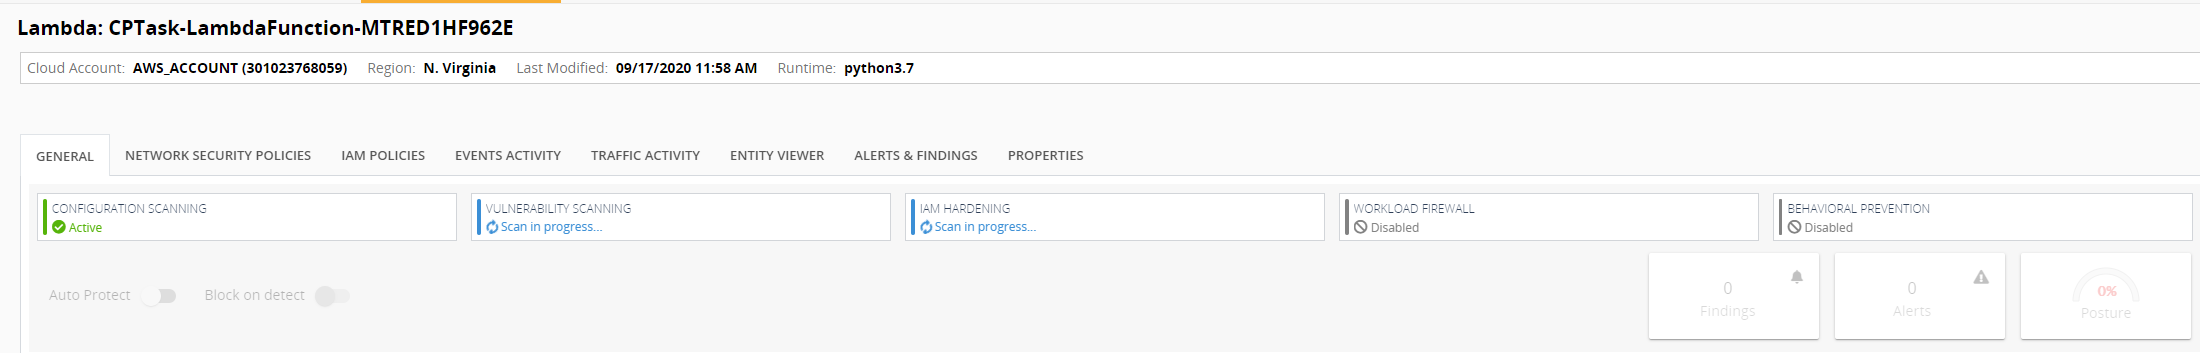 Lambda: CPTask-LambdaFunction-MTRED1HF962E
Cloud Account: AWS_ACCOUNT (301023768059) Region: N. Virginia Last Modified: 09/17/2020 11:58 AM Runtime: python3.7
GENERAL NETWORK SECURITY POLICIES IAM POLICIES EVENTS ACTIVITY TRAFFIC ACTIVITY ENTITY VIEWER ALERTS & FINDINGS PROPERTIES
CONFIGURATION SCANNING VULNERABILITY SCANNING IAM HARDENING WORKLOAD FIREWALL BEHAVIORAL PREVENTION
Active Scan in progress... Scan in progress... Disabled Disabled
Auto Protect Block on detect
0 0 0%
Findings Alerts Posture